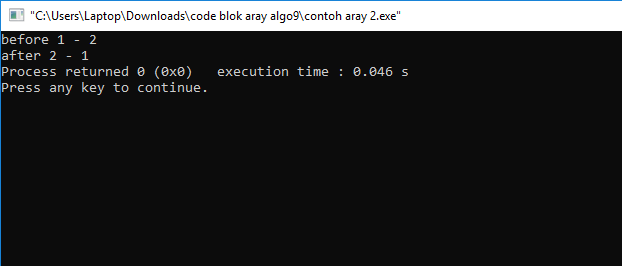 "C:\Users\Laptop\Downloads\code blok aray algo9\contoh aray 2.exe"
before 1 - 2
after 2 - 1
Process returned 0 (0x0)   execution time : 0.046 s
Press any key to continue.